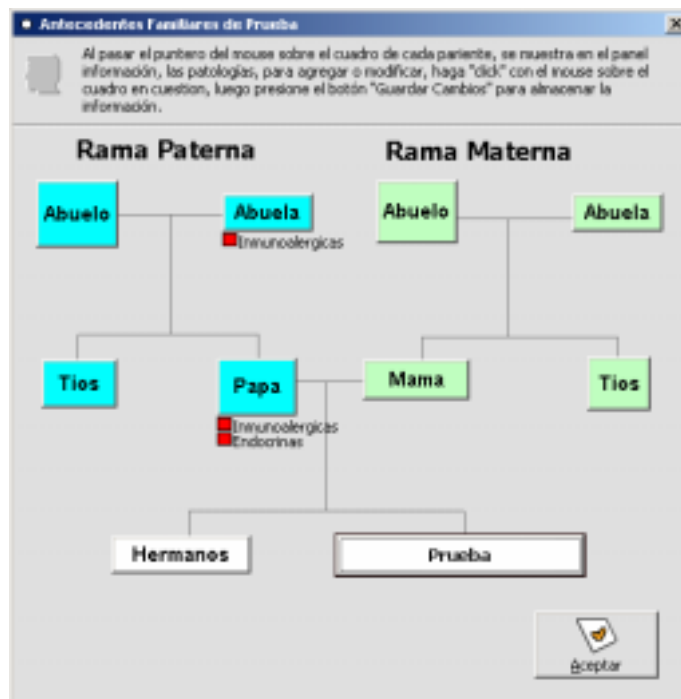 Antecedentes Familiares de Prueba
Al pasar el puntero del mouse sobre el cuadro de cada pariente, se muestra en el panel
información, las patologías, para agregar o modificar, haga "click" con el mouse sobre el
cuadro en cuestion, luego presione el botón "Guardar Cambios" para almacenar la
información.
Rama Paterna
Rama Materna
Abuelo
Abuela
Abuelo
Abuela
Inmunoalergicas
Tios
Papa
Mama
Tios
Inmunoalergicas
Endocrinas
Hermanos
Prueba
Aceptar